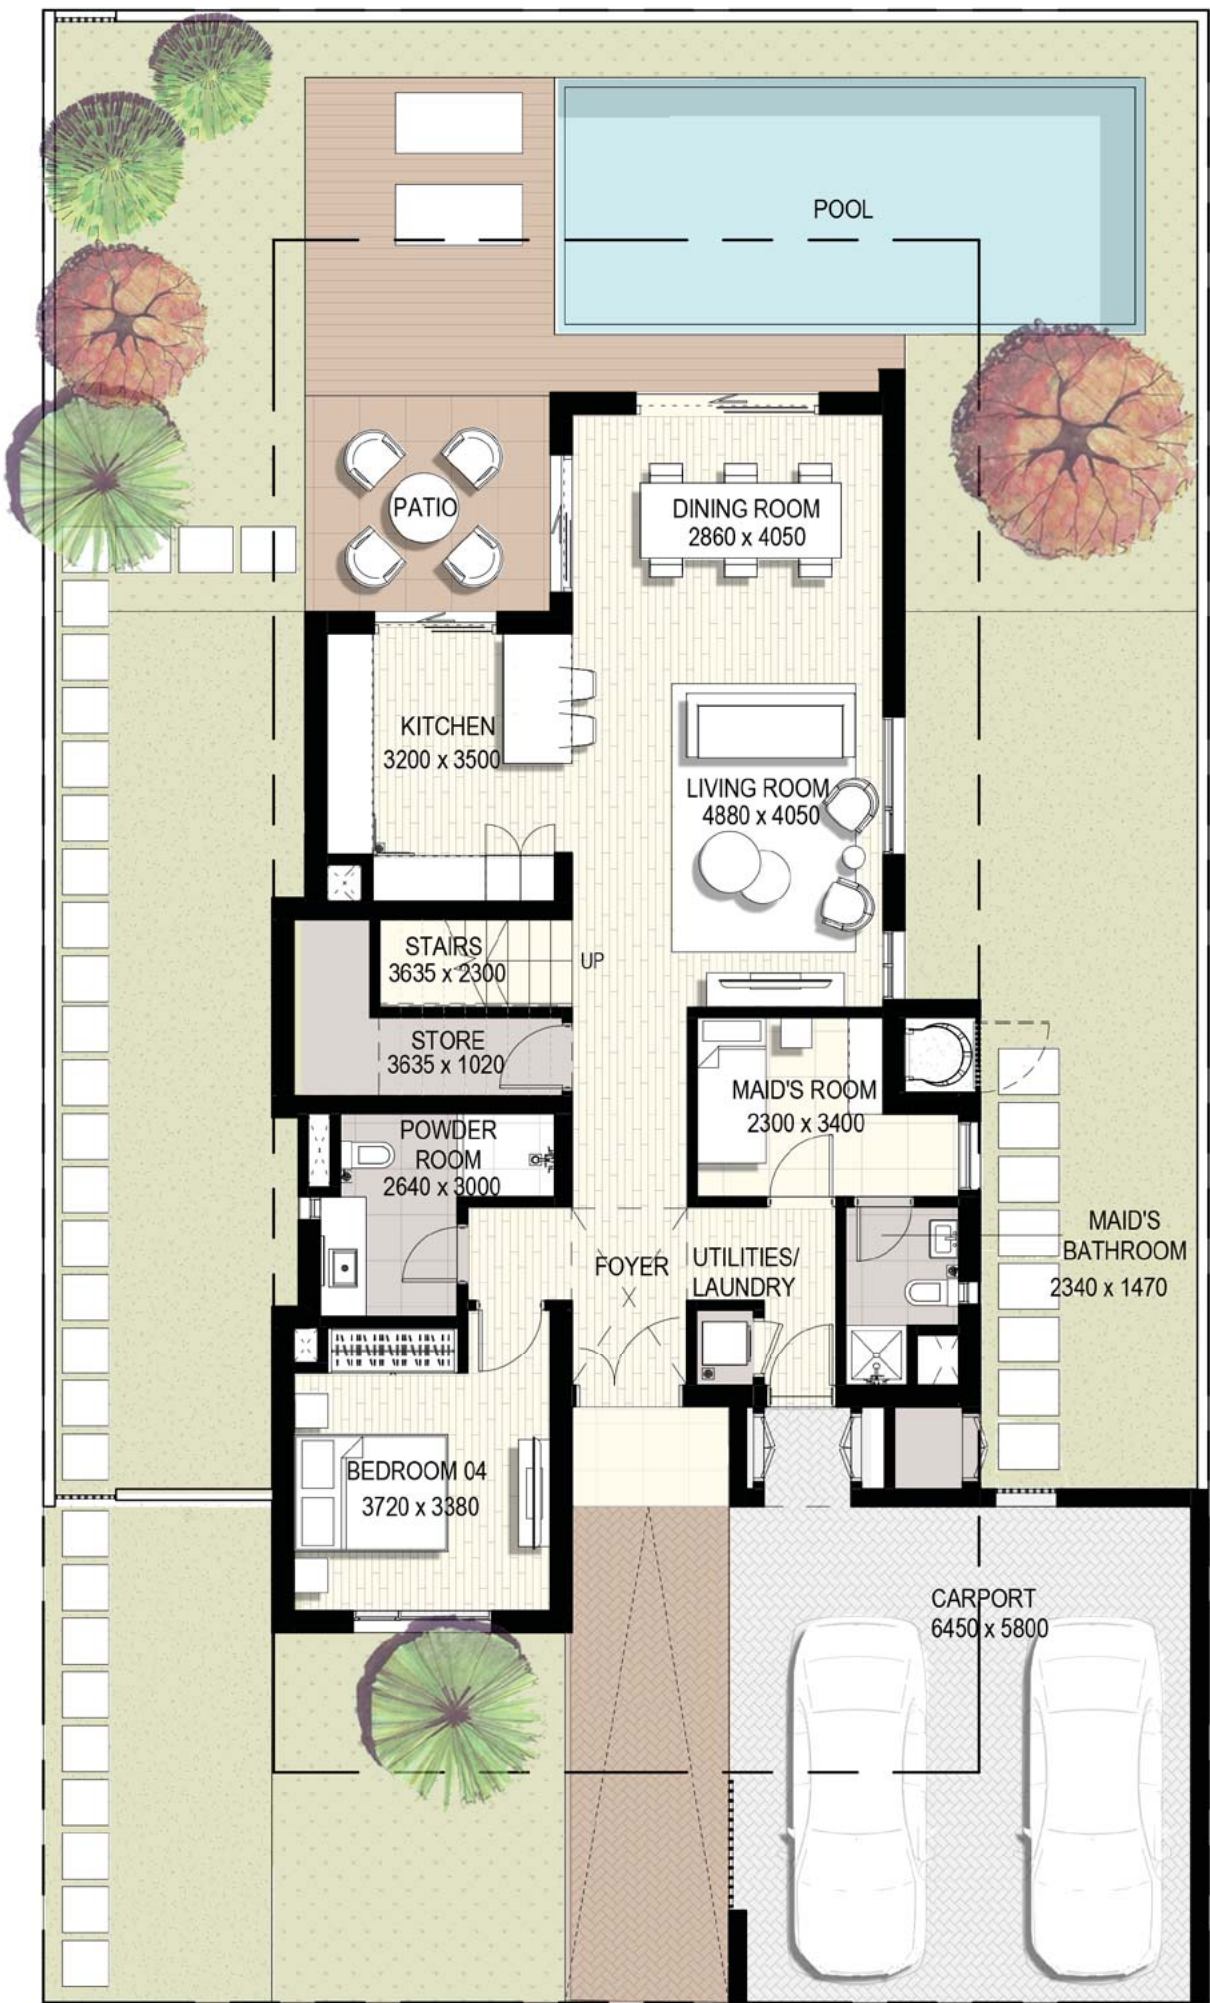 POOL
PATIO
DINING ROOM
2860 x 4050
KITCHEN
3200 x 3500
LIVING ROOM
4880 x 4050
STAIRS
3635 x 2300
UP
STORE
3635 x 1020
MAID'S ROOM
2300 x 3400
POWDER
ROOM
2640 x 3000
FOYER
UTILITIES/
LAUNDRY
MAID'S
BATHROOM
2340 x 1470
BEDROOM 04
3720 x 3380
CARPORT
6450 x 5800